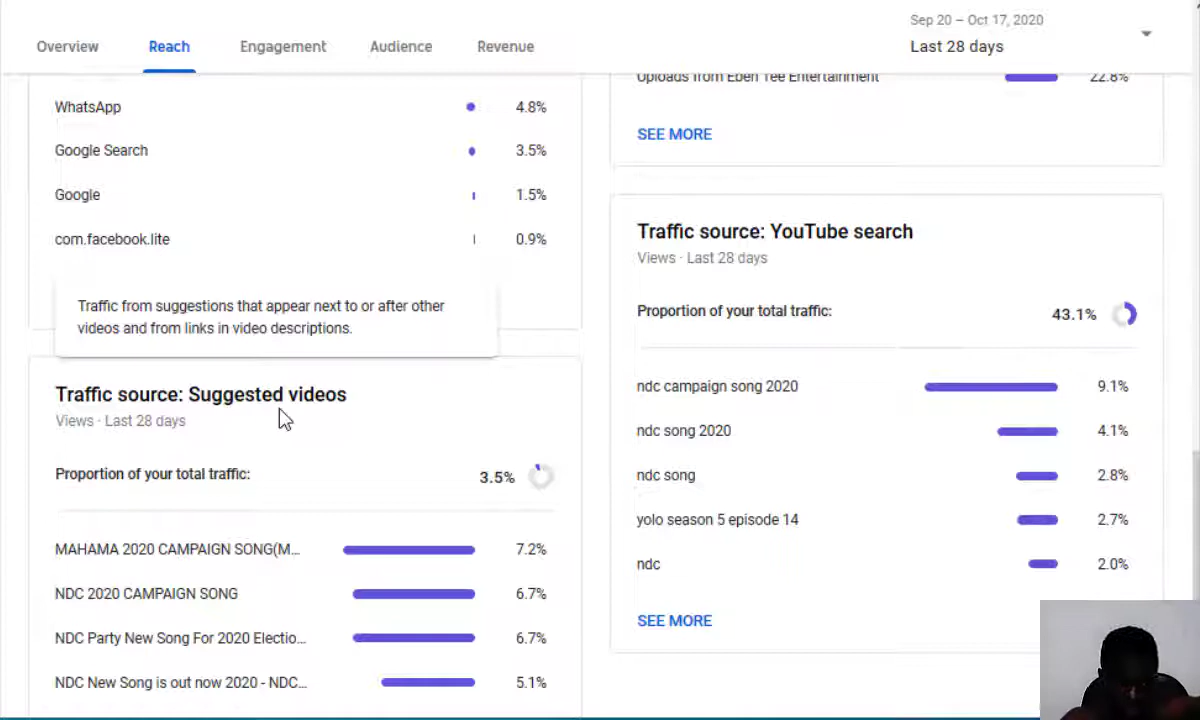 Sep 20 – Oct 17, 2020
Overview Reach Engagement Audience Revenue
Last 28 days
WhatsApp 4.8%
Google Search 3.5%
Google 1.5%
com.facebook.lite 0.9%
Traffic from suggestions that appear next to or after other
videos and from links in video descriptions.
Traffic source: Suggested videos
Views · Last 28 days
Proportion of your total traffic: 3.5%
MAHAMA 2020 CAMPAIGN SONG(M... 7.2%
NDC 2020 CAMPAIGN SONG 6.7%
NDC Party New Song For 2020 Electio... 6.7%
NDC New Song is out now 2020 - NDC... 5.1%
Uploads from Eben Tee Entertainment 22.8%
SEE MORE
Traffic source: YouTube search
Views · Last 28 days
Proportion of your total traffic: 43.1%
ndc campaign song 2020 9.1%
ndc song 2020 4.1%
ndc song 2.8%
yolo season 5 episode 14 2.7%
ndc 2.0%
SEE MORE